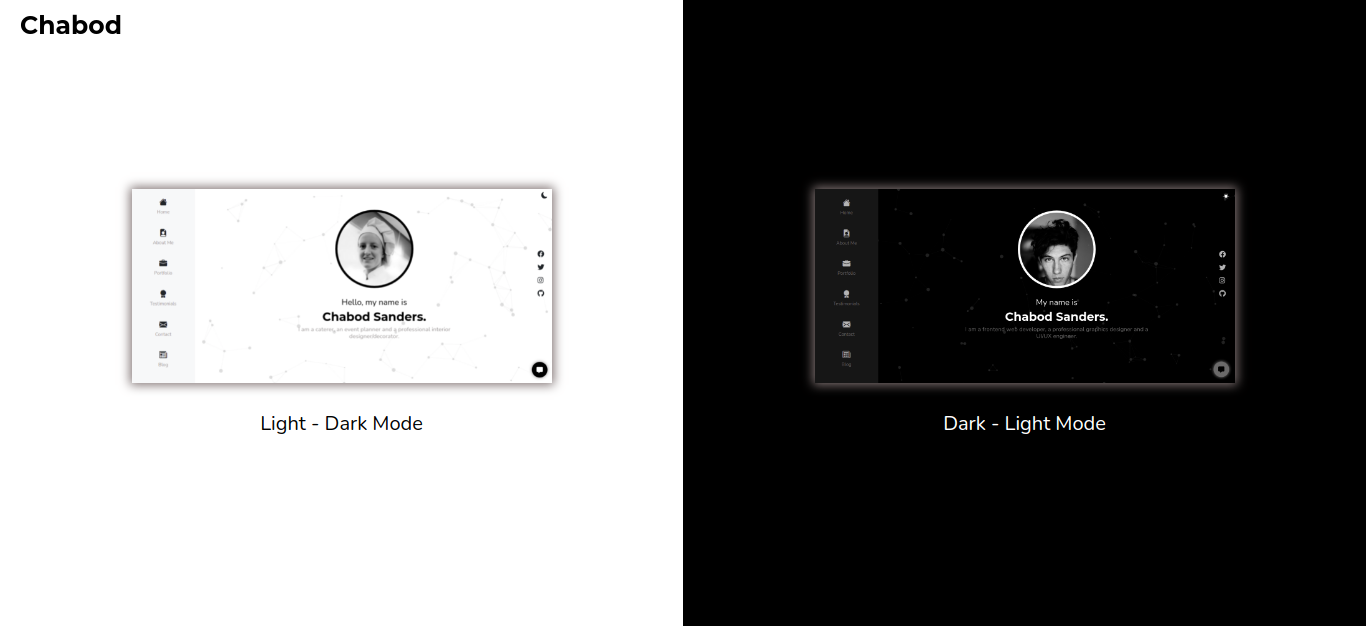 Chabod
Home
About Me
Portfolio
Testimonials
Contact
Blog
Hello, my name is
Chabod Sanders.
I am a caterer, an event planner and a professional interior
designer/decorator.
Light - Dark Mode
Home
About Me
Portfolio
Testimonials
Contact
Blog
My name is
Chabod Sanders.
I am a frontend web developer, a professional graphics designer and a
UI/UX engineer.
Dark - Light Mode